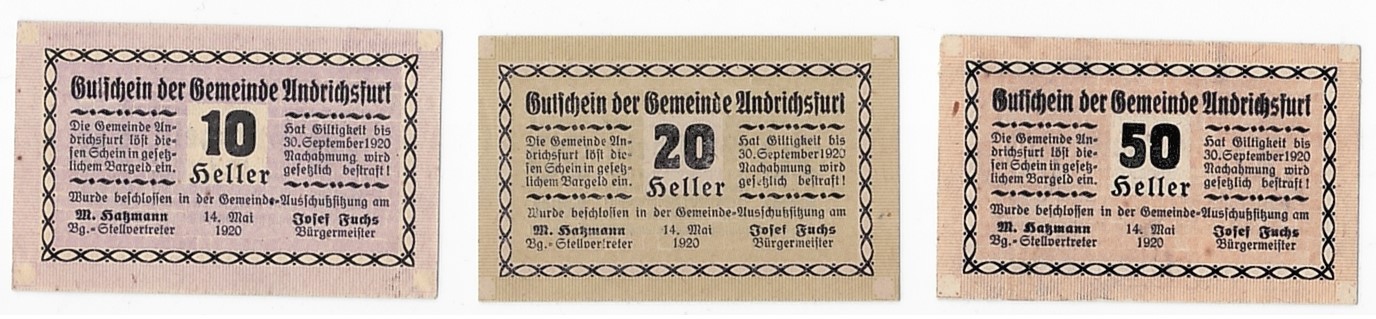 Gutschein der Gemeinde Andrichsfurt
Die Gemeinde An-
drichsfurt löst die-
sen Schein in gesetz-
lichem Bargeld ein.
10
Heller
Hat Giltigkeit bis
30. September 1920
Nachahmung wird
gesetzlich bestraft!
Wurde beschlossen in der Gemeinde-Ausschußsitzung am
M. Hatzmann
Bg.-Stellvertreter
14. Mai
1920
Josef Fuchs
Bürgermeister
Gutschein der Gemeinde Andrichsfurt
Die Gemeinde An-
drichsfurt löst die-
sen Schein in gesetz-
lichem Bargeld ein.
20
Heller
Hat Giltigkeit bis
30. September 1920
Nachahmung wird
gesetzlich bestraft!
Wurde beschlossen in der Gemeinde-Ausschußsitzung am
M. Hatzmann
Bg.-Stellvertreter
14. Mai
1920
Josef Fuchs
Bürgermeister
Gutschein der Gemeinde Andrichsfurt
Die Gemeinde An-
drichsfurt löst die-
sen Schein in gesetz-
lichem Bargeld ein.
50
Heller
Hat Giltigkeit bis
30. September 1920
Nachahmung wird
gesetzlich bestraft!
Wurde beschlossen in der Gemeinde-Ausschußsitzung am
M. Hatzmann
Bg.-Stellvertreter
14. Mai
1920
Josef Fuchs
Bürgermeister